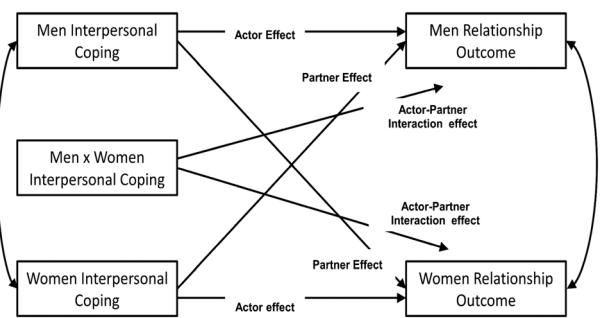 Men Interpersonal
Coping
Actor Effect
Men Relationship
Outcome
Partner Effect
Actor-Partner
Interaction effect
Men x Women
Interpersonal Coping
Actor-Partner
Interaction effect
Partner Effect
Women Interpersonal
Coping
Actor effect
Women Relationship
Outcome